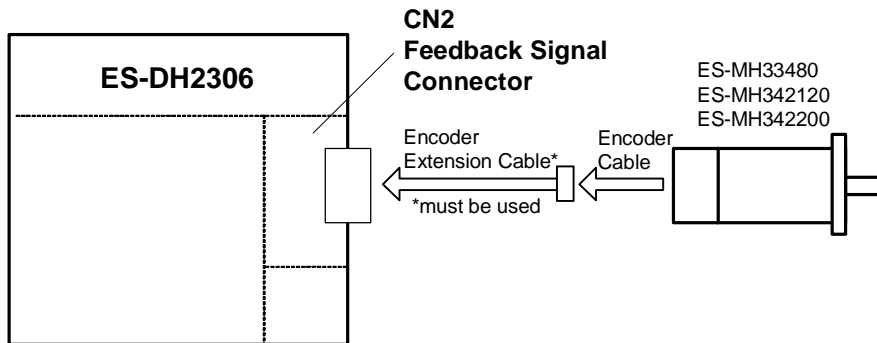 CN2
Feedback Signal
Connector
ES-DH2306
ES-MH33480
ES-MH342120
ES-MH342200
Encoder
Extension Cable*
*must be used
Encoder
Cable